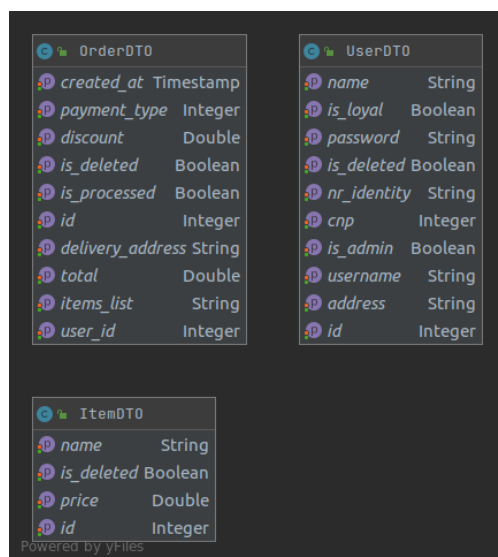 OrderDTO
created_at Timestamp
payment_type Integer
discount Double
is_deleted Boolean
is_processed Boolean
id Integer
delivery_address String
total Double
items_list String
user_id Integer
UserDTO
name String
is_loyal Boolean
password String
is_deleted Boolean
nr_identity String
cnp Integer
is_admin Boolean
username String
address String
id Integer
ItemDTO
name String
is_deleted Boolean
price Double
id Integer
Powered by yFiles